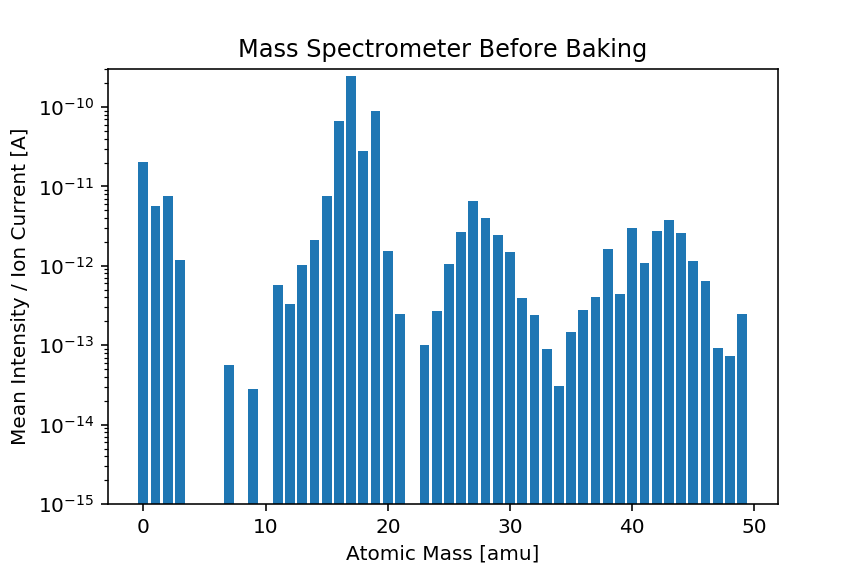 Mass Spectrometer Before Baking
Mean Intensity / Ion Current [A]
10⁻¹⁰
10⁻¹¹
10⁻¹²
10⁻¹³
10⁻¹⁴
10⁻¹⁵
0 10 20 30 40 50
Atomic Mass [amu]